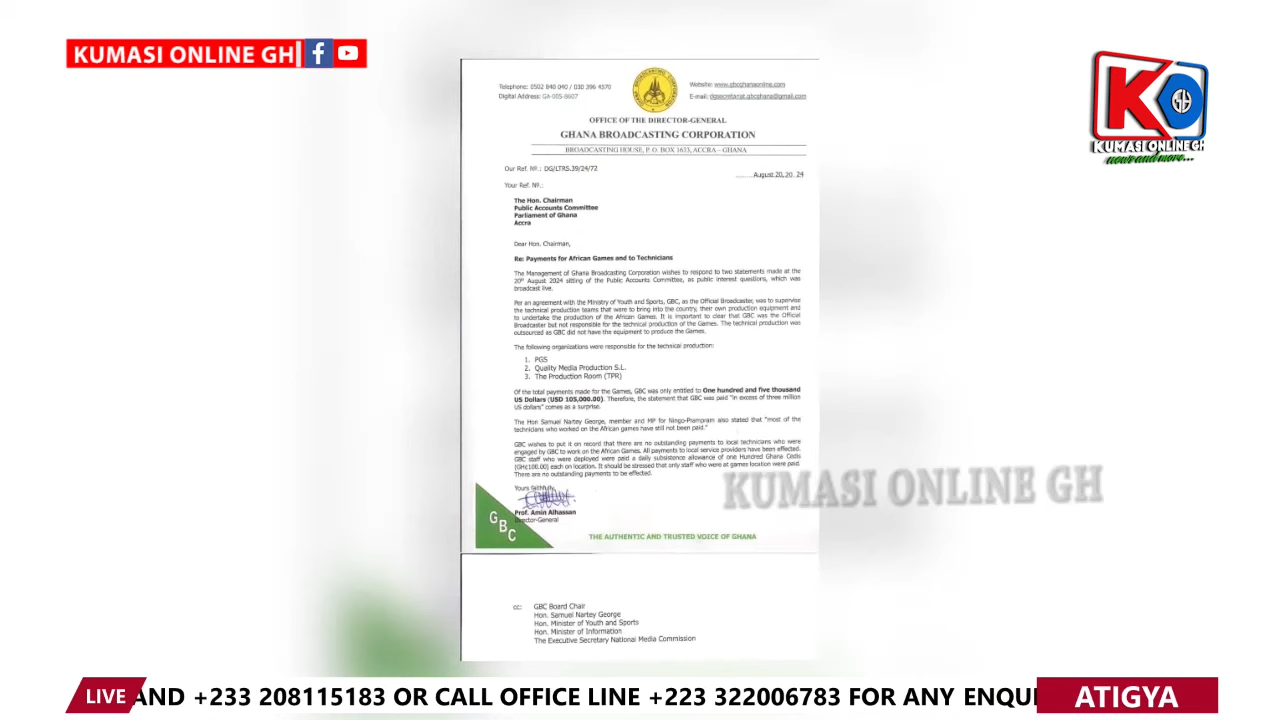 KUMASI ONLINE GH
KUMASI ONLINE GH
news and more...
Telephone: 0502 840 040 / 030 396 4570
Digital Address: GA-005-8607
Website: www.gbcghanaonline.com
E-mail: dgsecretariat.gbcghana@gmail.com
OFFICE OF THE DIRECTOR-GENERAL
GHANA BROADCASTING CORPORATION
BROADCASTING HOUSE, P. O. BOX 1633, ACCRA – GHANA
Our Ref. Nº.: DG/LTRS.39/24/72
August 20, 20 24
Your Ref. Nº.:
The Hon. Chairman
Public Accounts Committee
Parliament of Ghana
Accra
Dear Hon. Chairman,
Re: Payments for African Games and to Technicians
The Management of Ghana Broadcasting Corporation wishes to respond to two statements made at the
20th August 2024 sitting of the Public Accounts Committee, as public interest questions, which was
broadcast live.
Per an agreement with the Ministry of Youth and Sports, GBC, as the Official Broadcaster, was to supervise
the technical production teams that were to bring into the country, their own production equipment and
to undertake the production of the African Games. It is important to clear that GBC was the Official
Broadcaster but not responsible for the technical production of the Games. The technical production was
outsourced as GBC did not have the equipment to produce the Games.
The following organizations were responsible for the technical production:
1. PGS
2. Quality Media Production S.L.
3. The Production Room (TPR)
Of the total payments made for the Games, GBC was only entitled to One hundred and five thousand
US Dollars (USD 105,000.00). Therefore, the statement that GBC was paid "in excess of three million
US dollars" comes as a surprise.
The Hon Samuel Nartey George, member and MP for Ningo-Prampram also stated that "most of the
technicians who worked on the African games have still not been paid."
GBC wishes to put it on record that there are no outstanding payments to local technicians who were
engaged by GBC to work on the African Games. All payments to local service providers have been effected.
GBC staff who were deployed were paid a daily subsistence allowance of one Hundred Ghana Cedis
(GH¢100.00) each on location. It should be stressed that only staff who were at games location were paid.
There are no outstanding payments to be effected.
Yours faithfully,
Prof. Amin Alhassan
Director-General
GBC
THE AUTHENTIC AND TRUSTED VOICE OF GHANA
KUMASI ONLINE GH
cc: GBC Board Chair
Hon. Samuel Nartey George
Hon. Minister of Youth and Sports
Hon. Minister of Information
The Executive Secretary National Media Commission
LIVE AND +233 208115183 OR CALL OFFICE LINE +223 322006783 FOR ANY ENQU
ATIGYA